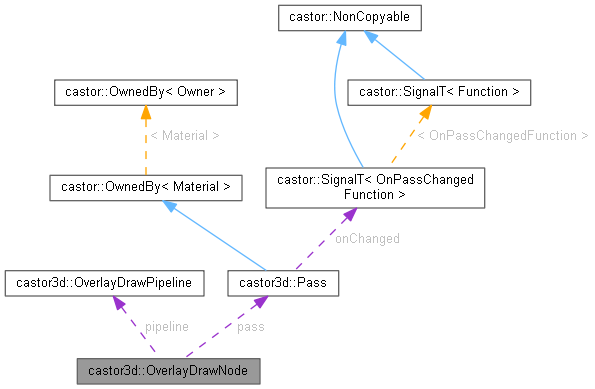 castor::NonCopyable
castor::OwnedBy< Owner >
castor::SignalT< Function >
< Material >
< OnPassChangedFunction >
castor::OwnedBy< Material >
castor::SignalT< OnPassChanged
Function >
onChanged
castor3d::OverlayDrawPipeline
castor3d::Pass
pipeline
pass
castor3d::OverlayDrawNode